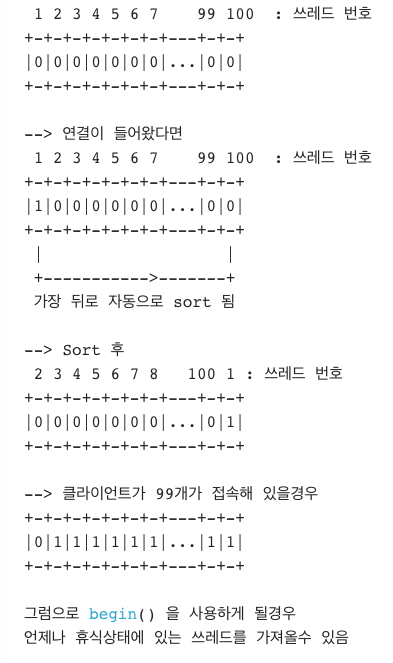 1 2 3 4 5 6 7    99 100  : 쓰레드 번호
+-+-+-+-+-+-+-+---+-+-+
|0|0|0|0|0|0|0|...|0|0|
+-+-+-+-+-+-+-+---+-+-+
--> 연결이 들어왔다면
1 2 3 4 5 6 7    99 100  : 쓰레드 번호
+-+-+-+-+-+-+-+---+-+-+
|1|0|0|0|0|0|0|...|0|0|
+-+-+-+-+-+-+-+---+-+-+
|                     |
+----------->-------+
가장 뒤로 자동으로 sort 됨
--> Sort 후
2 3 4 5 6 7 8   100 1 : 쓰레드 번호
+-+-+-+-+-+-+-+---+-+-+
|0|0|0|0|0|0|0|...|0|1|
+-+-+-+-+-+-+-+---+-+-+
--> 클라이언트가 99개가 접속해 있을경우
+-+-+-+-+-+-+-+---+-+-+
|0|1|1|1|1|1|1|...|1|1|
+-+-+-+-+-+-+-+---+-+-+
그럼으로 begin() 을 사용하게 될경우
언제나 휴식상태에 있는 쓰레드를 가져올수 있음